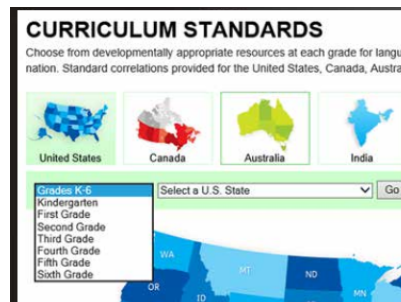 CURRICULUM STANDARDS
Choose from developmentally appropriate resources at each grade for langu
nation. Standard correlations provided for the United States, Canada, Austra
United States Canada Australia India
Grades K-6 Select a U.S. State Go
Kindergarten
First Grade
Second Grade
Third Grade
Fourth Grade
Fifth Grade
Sixth Grade
WA MT ND
OR ID MN